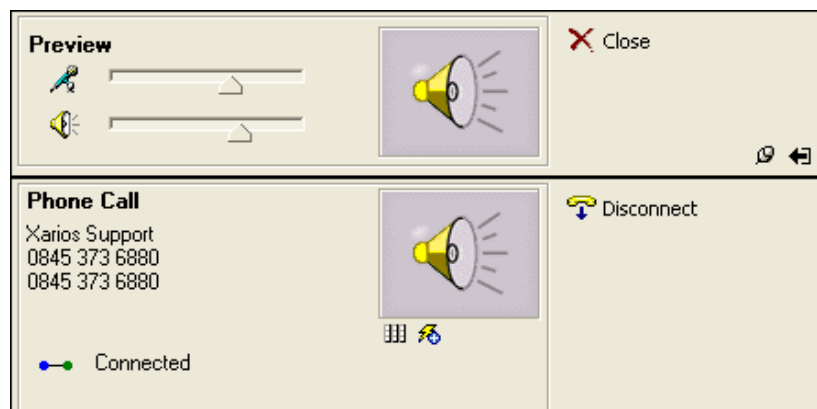 Preview
Close
Phone Call
Xarios Support
0845 373 6880
0845 373 6880
Disconnect
Connected